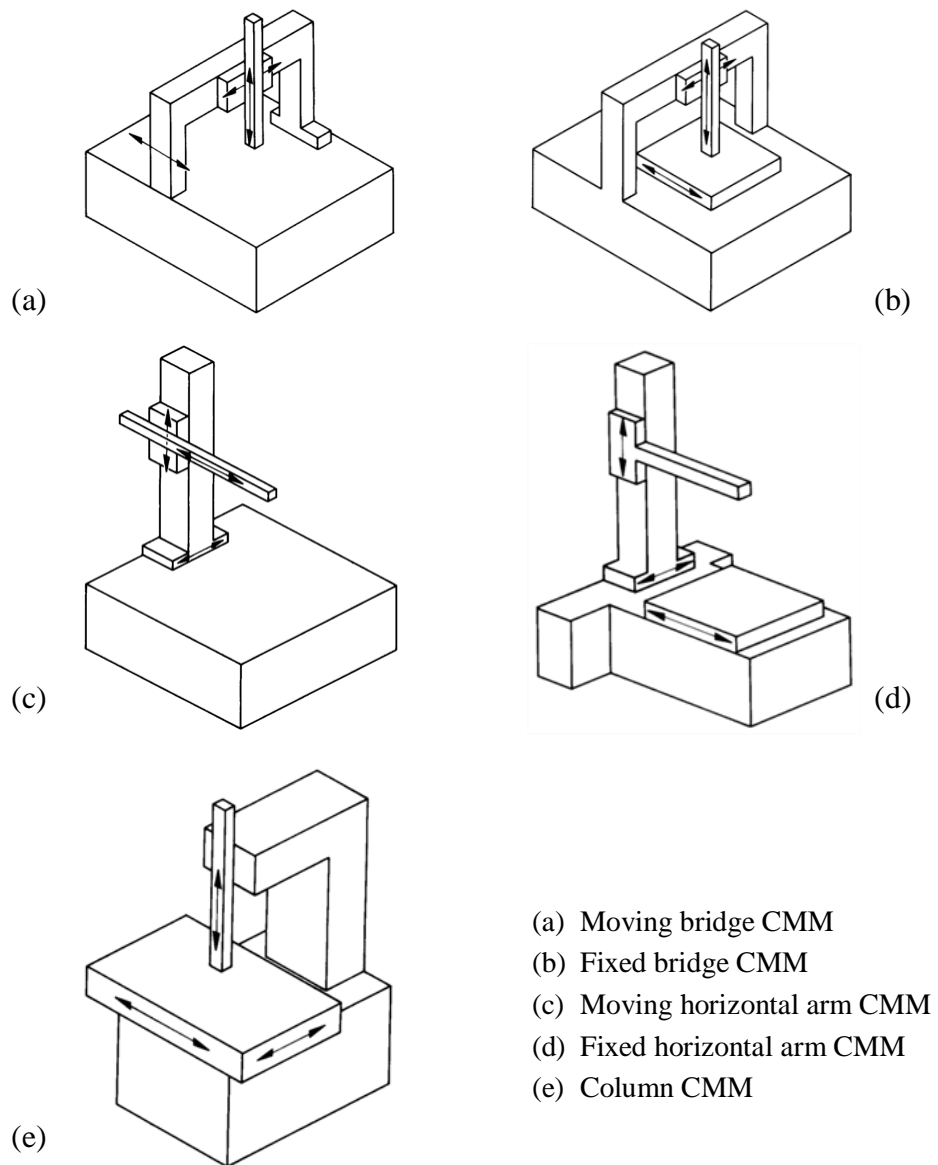 (a)
(b)
(c)
(d)
(e)
(a) Moving bridge CMM
(b) Fixed bridge CMM
(c) Moving horizontal arm CMM
(d) Fixed horizontal arm CMM
(e) Column CMM